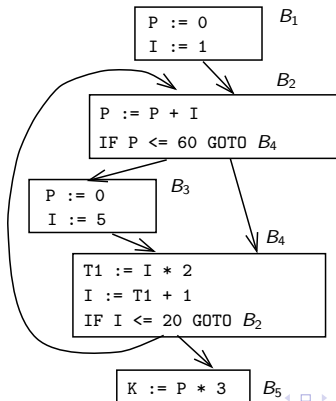 P := 0
I := 1
B₁
B₂
P := P + I
IF P <= 60 GOTO B₄
P := 0
I := 5
B₃
B₄
T1 := I * 2
I := T1 + 1
IF I <= 20 GOTO B₂
K := P * 3
B₅